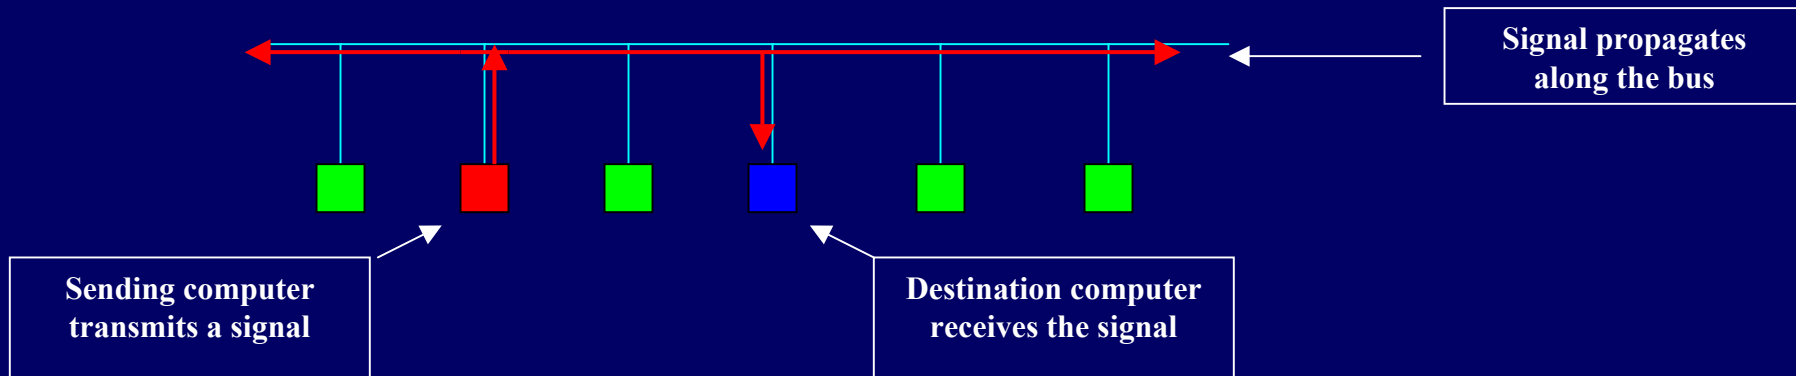 Signal propagates
along the bus
Sending computer
transmits a signal
Destination computer
receives the signal